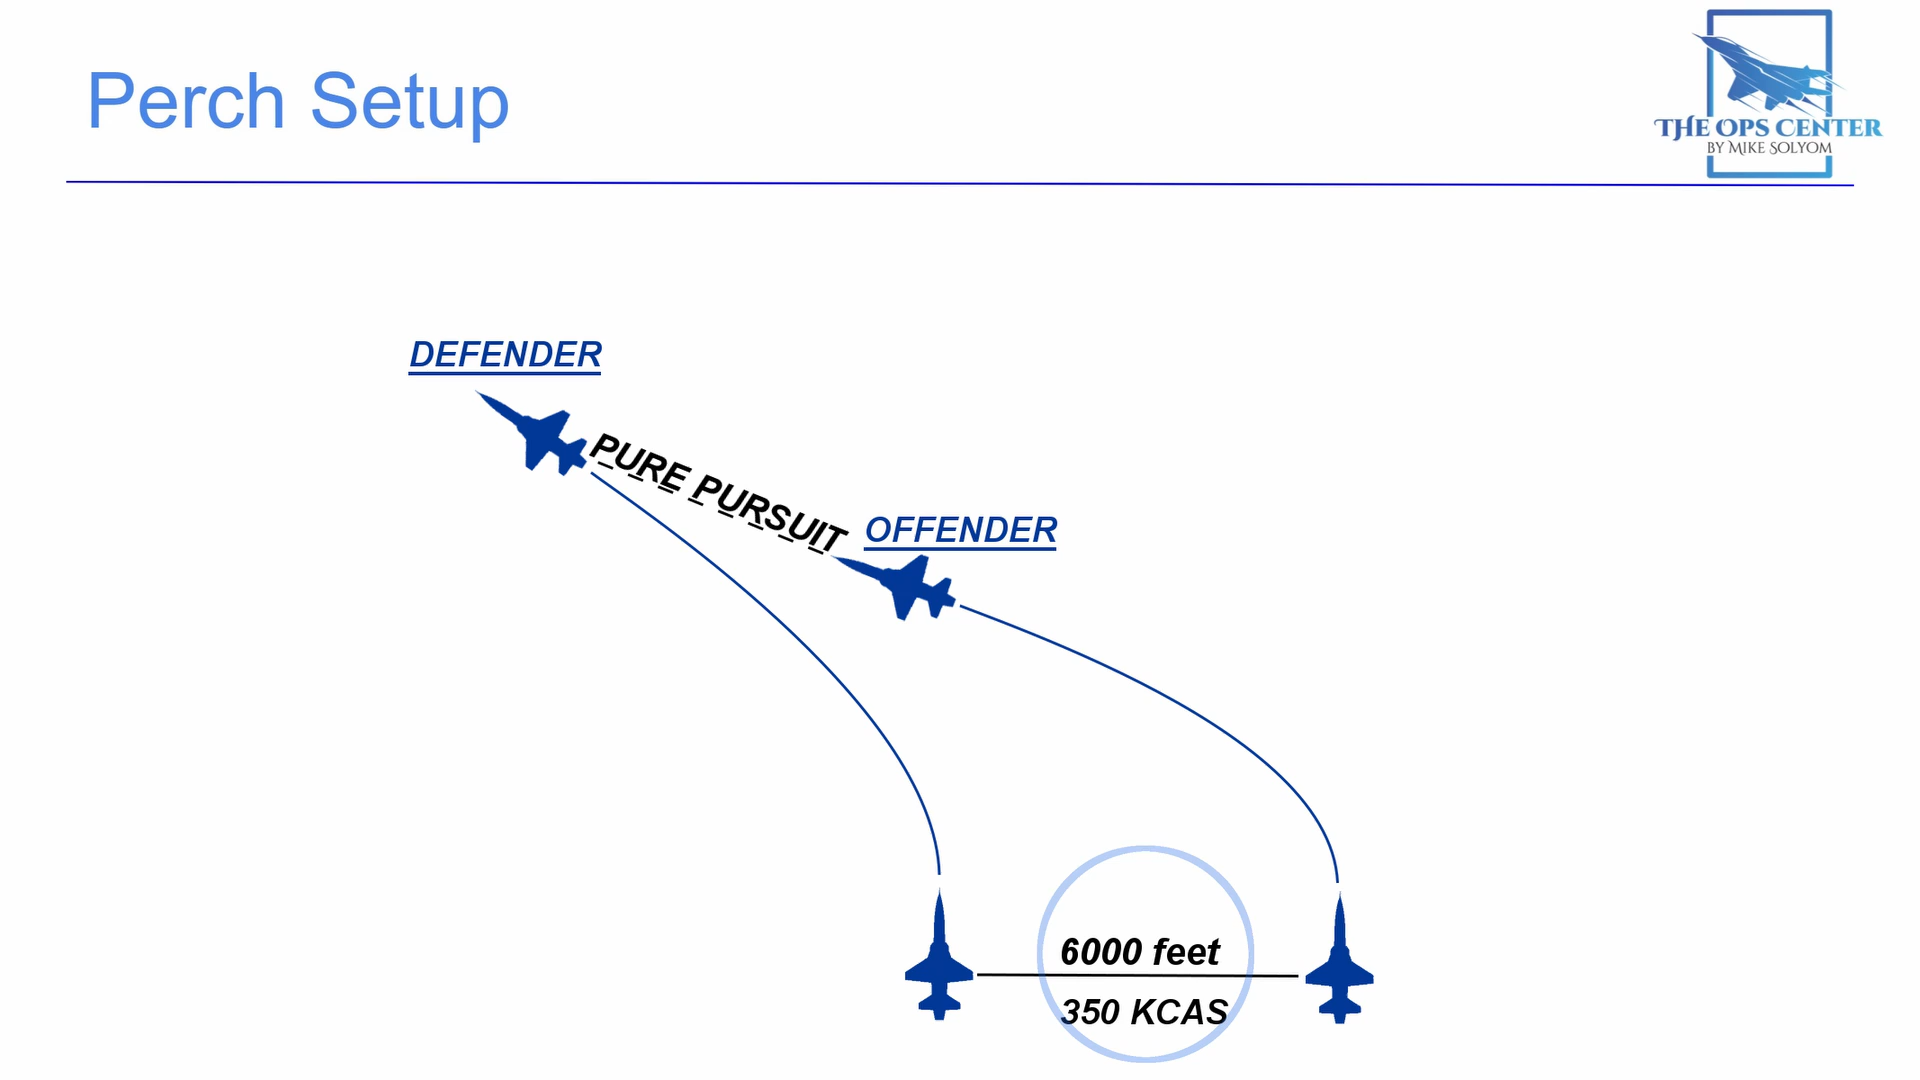 Perch Setup
THE OPS CENTER
BY MIKE SOLYOM
DEFENDER
PURE PURSUIT
OFFENDER
6000 feet
350 KCAS